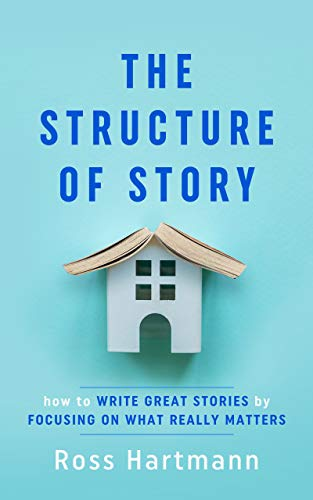 THE
STRUCTURE
OF STORY
how to WRITE GREAT STORIES by
FOCUSING ON WHAT REALLY MATTERS
Ross Hartmann